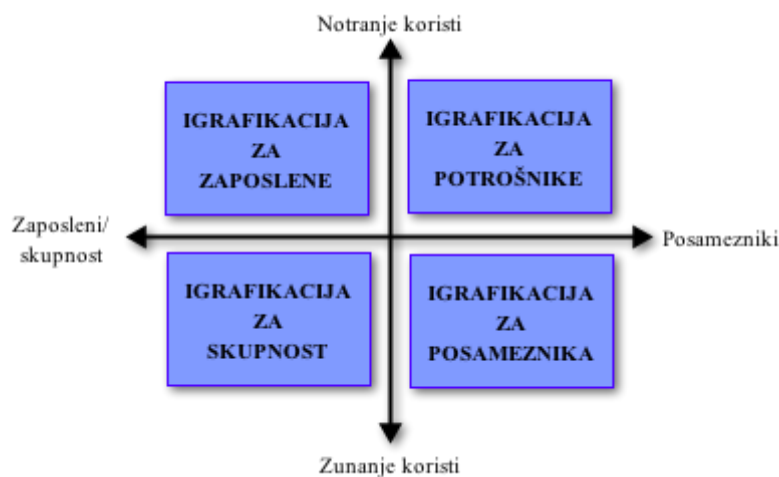 Notranje koristi
IGRAFIKACIJA
ZA
ZAPOSLENE
IGRAFIKACIJA
ZA
POTROŠNIKE
Zaposleni/
skupnost
Posamezniki
IGRAFIKACIJA
ZA
SKUPNOST
IGRAFIKACIJA
ZA
POSAMEZNIKA
Zunanje koristi